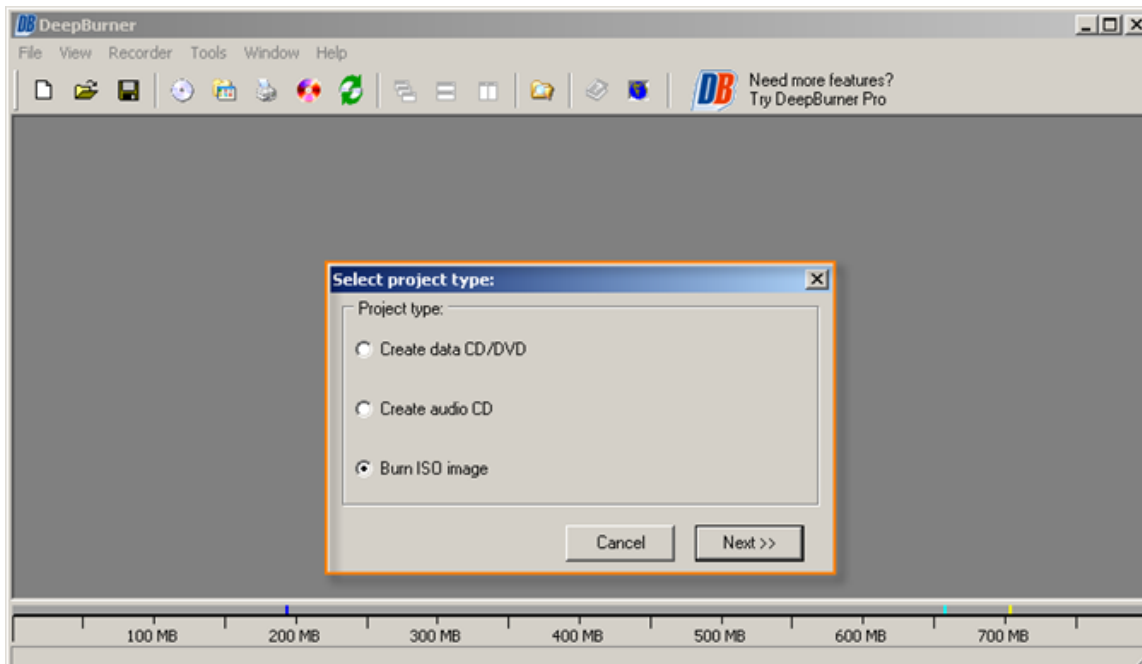 DB DeepBurner
File View Recorder Tools Window Help
DB Need more features?
Try DeepBurner Pro
Select project type:
Project type:
Create data CD/DVD
Create audio CD
Burn ISO image
Cancel Next >>
100 MB 200 MB 300 MB 400 MB 500 MB 600 MB 700 MB